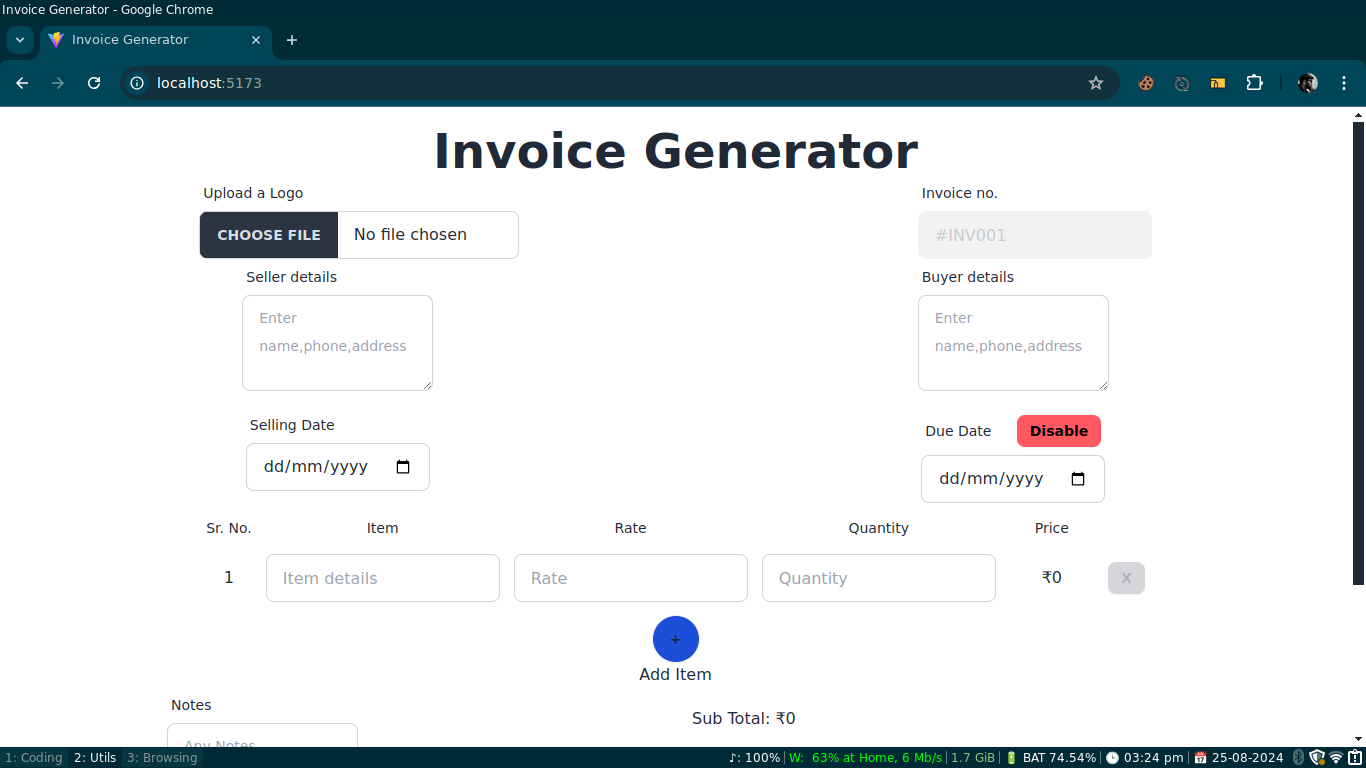 Invoice Generator - Google Chrome
Invoice Generator
localhost:5173
Invoice Generator
Upload a Logo
Invoice no.
CHOOSE FILE No file chosen
#INV001
Seller details
Buyer details
Enter
name,phone,address
Enter
name,phone,address
Selling Date
Due Date Disable
dd/mm/yyyy
dd/mm/yyyy
Sr. No. Item Rate Quantity Price
1 Item details Rate Quantity ₹0 X
+
Add Item
Notes
Sub Total: ₹0
Any Notes
1: Coding 2: Utils 3: Browsing ♪: 100% W: 63% at Home, 6 Mb/s 1.7 GiB BAT 74.54% 03:24 pm 25-08-2024